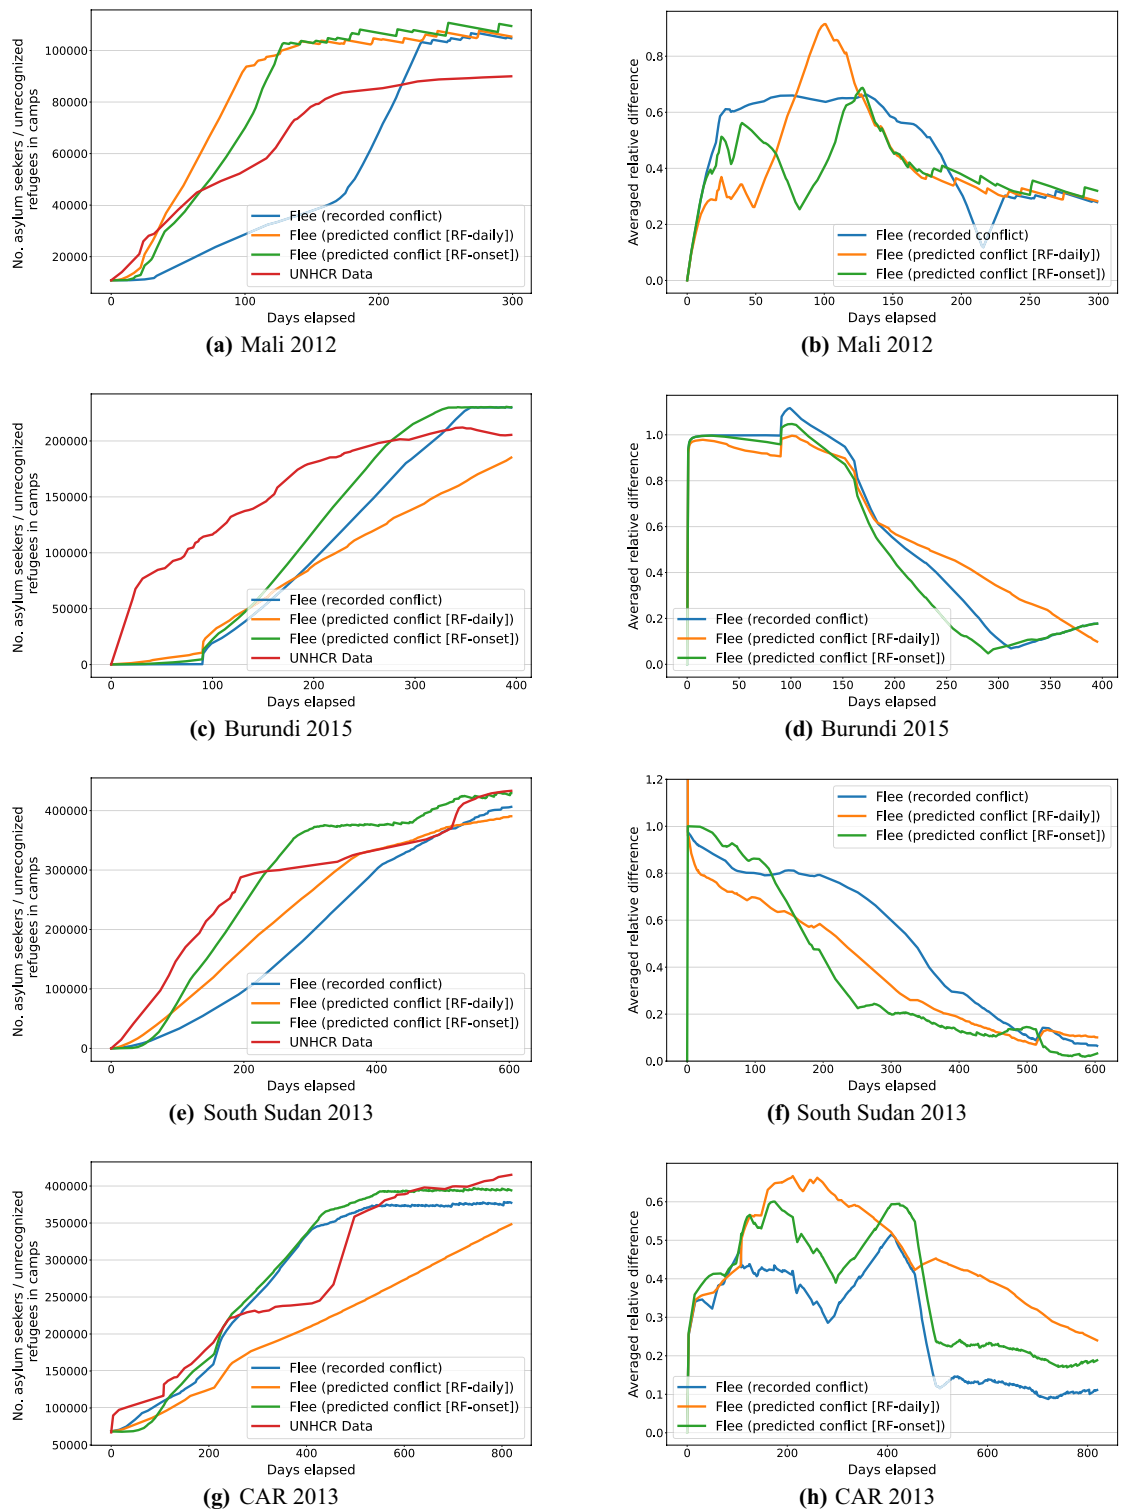 No. asylum seekers / unrecognized
refugees in camps
100000
80000
60000
40000
20000
Flee (recorded conflict)
Flee (predicted conflict [RF-daily])
Flee (predicted conflict [RF-onset])
UNHCR Data
0 100 200 300
Days elapsed
(a) Mali 2012
Averaged relative difference
0.8
0.6
0.4
0.2
0.0
Flee (recorded conflict)
Flee (predicted conflict [RF-daily])
Flee (predicted conflict [RF-onset])
0 50 100 150 200 250 300
Days elapsed
(b) Mali 2012
No. asylum seekers / unrecognized
refugees in camps
200000
150000
100000
50000
0
Flee (recorded conflict)
Flee (predicted conflict [RF-daily])
Flee (predicted conflict [RF-onset])
UNHCR Data
0 100 200 300 400
Days elapsed
(c) Burundi 2015
Averaged relative difference
1.0
0.8
0.6
0.4
0.2
0.0
Flee (recorded conflict)
Flee (predicted conflict [RF-daily])
Flee (predicted conflict [RF-onset])
0 50 100 150 200 250 300 350 400
Days elapsed
(d) Burundi 2015
No. asylum seekers / unrecognized
refugees in camps
400000
300000
200000
100000
0
Flee (recorded conflict)
Flee (predicted conflict [RF-daily])
Flee (predicted conflict [RF-onset])
UNHCR Data
0 200 400 600
Days elapsed
(e) South Sudan 2013
Averaged relative difference
1.2
1.0
0.8
0.6
0.4
0.2
0.0
Flee (recorded conflict)
Flee (predicted conflict [RF-daily])
Flee (predicted conflict [RF-onset])
0 100 200 300 400 500 600
Days elapsed
(f) South Sudan 2013
No. asylum seekers / unrecognized
refugees in camps
400000
350000
300000
250000
200000
150000
100000
50000
Flee (recorded conflict)
Flee (predicted conflict [RF-daily])
Flee (predicted conflict [RF-onset])
UNHCR Data
0 200 400 600 800
Days elapsed
(g) CAR 2013
Averaged relative difference
0.6
0.5
0.4
0.3
0.2
0.1
0.0
Flee (recorded conflict)
Flee (predicted conflict [RF-daily])
Flee (predicted conflict [RF-onset])
0 200 400 600 800
Days elapsed
(h) CAR 2013